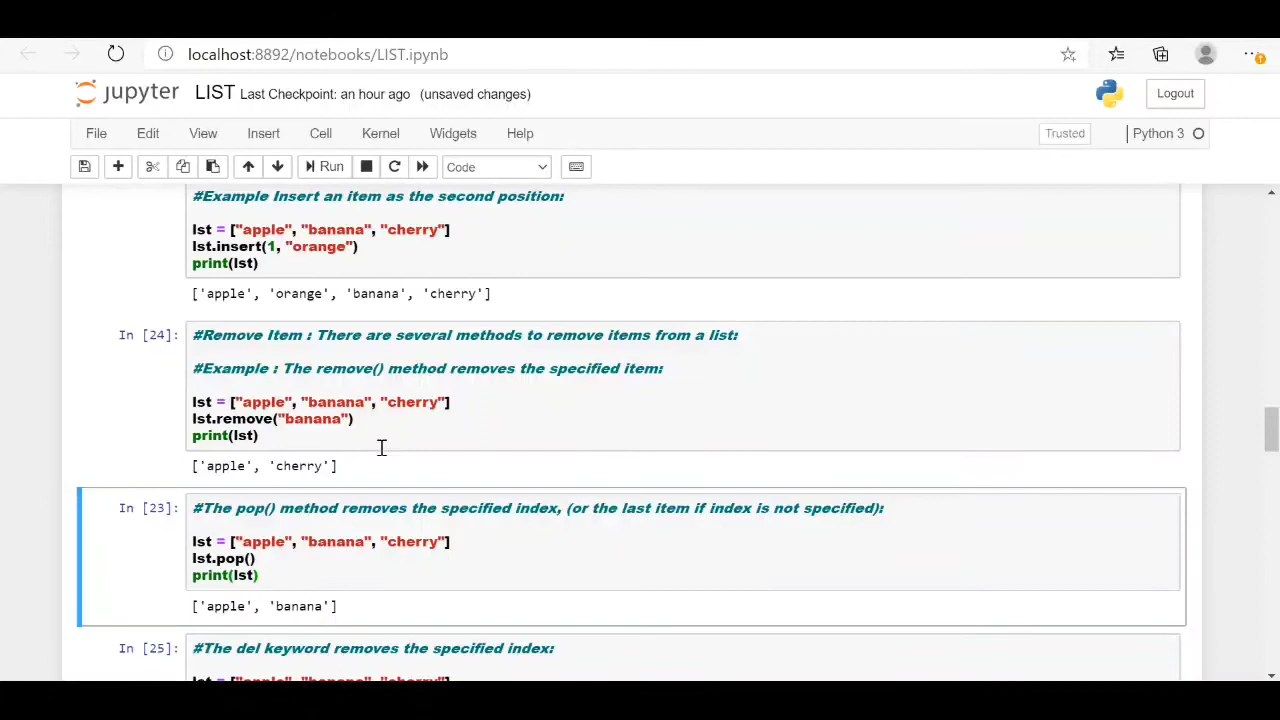 localhost:8892/notebooks/LIST.ipynb
jupyter LIST Last Checkpoint: an hour ago (unsaved changes)
Logout
File Edit View Insert Cell Kernel Widgets Help
Trusted
Python 3
Run
Code
#Example Insert an item as the second position:
lst = ["apple", "banana", "cherry"]
lst.insert(1, "orange")
print(lst)
['apple', 'orange', 'banana', 'cherry']
In [24]:
#Remove Item : There are several methods to remove items from a list:
#Example : The remove() method removes the specified item:
lst = ["apple", "banana", "cherry"]
lst.remove("banana")
print(lst)
['apple', 'cherry']
In [23]:
#The pop() method removes the specified index, (or the last item if index is not specified):
lst = ["apple", "banana", "cherry"]
lst.pop()
print(lst)
['apple', 'banana']
In [25]:
#The del keyword removes the specified index:
lst = ["apple", "banana", "cherry"]